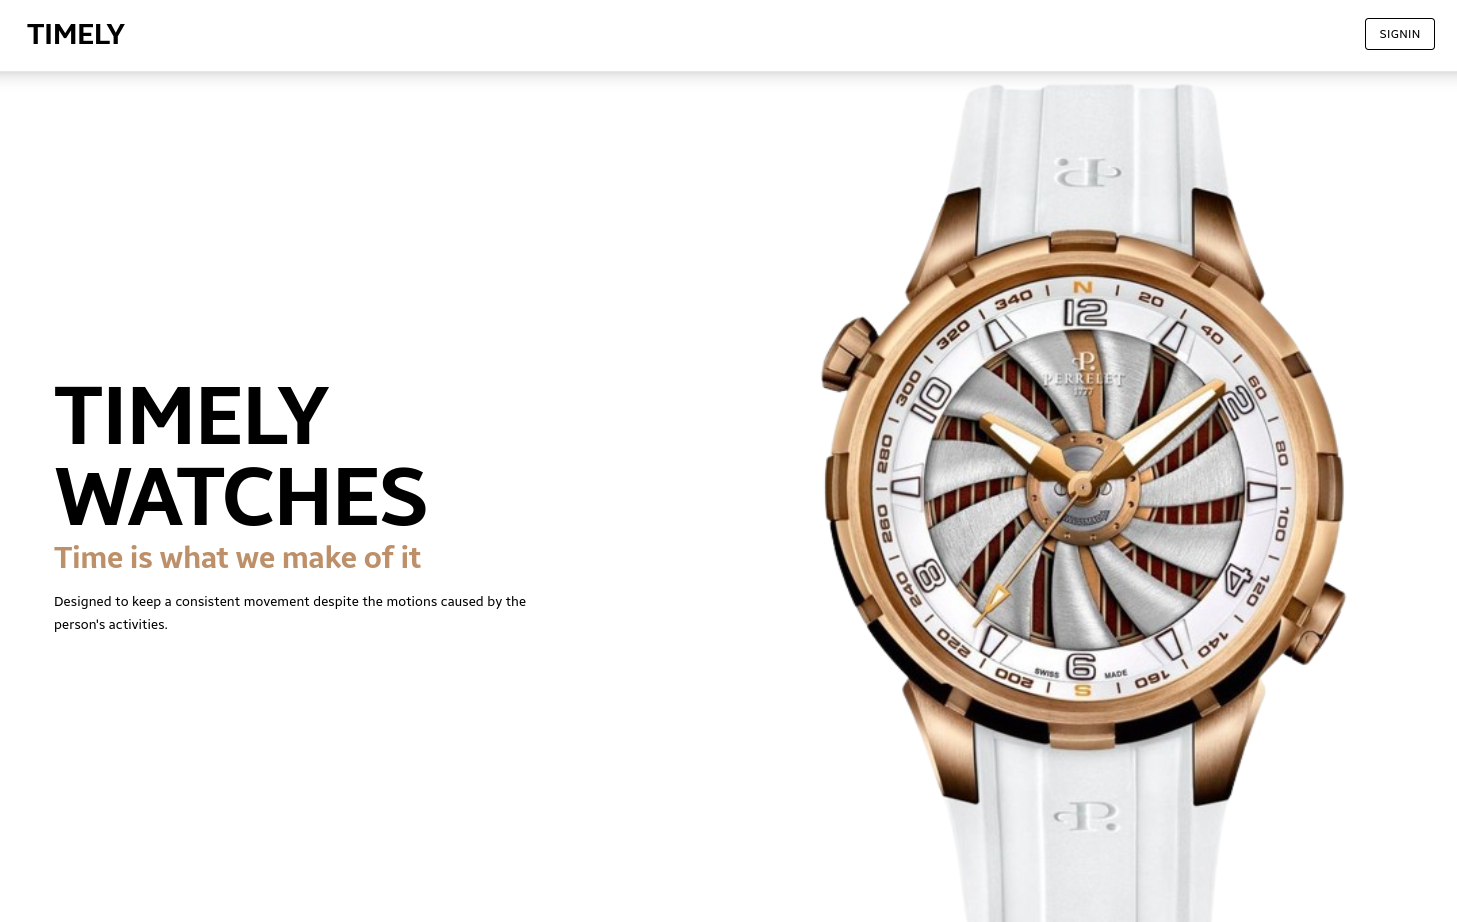 TIMELY
SIGNIN
TIMELY
WATCHES
Time is what we make of it
Designed to keep a consistent movement despite the motions caused by the
person's activities.
P.
N
340
20
320
12
40
300
P.
PERRELET
1777
60
10
2
280
80
260
100
240
8
4
120
220
140
SWISS
6
MADE
200
S
160
P.